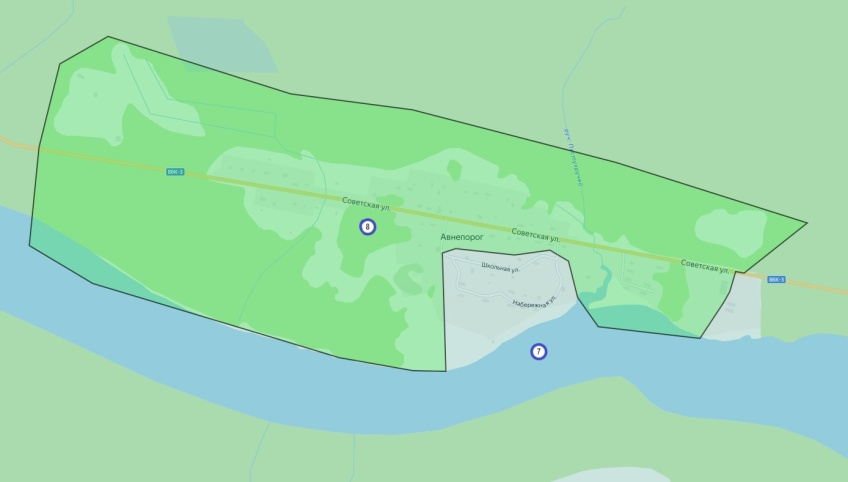 86К-3
Советская ул.
8
Авнепорог
Советская ул.
Школьная ул.
Советская ул.
86К-3
Набережная ул.
7